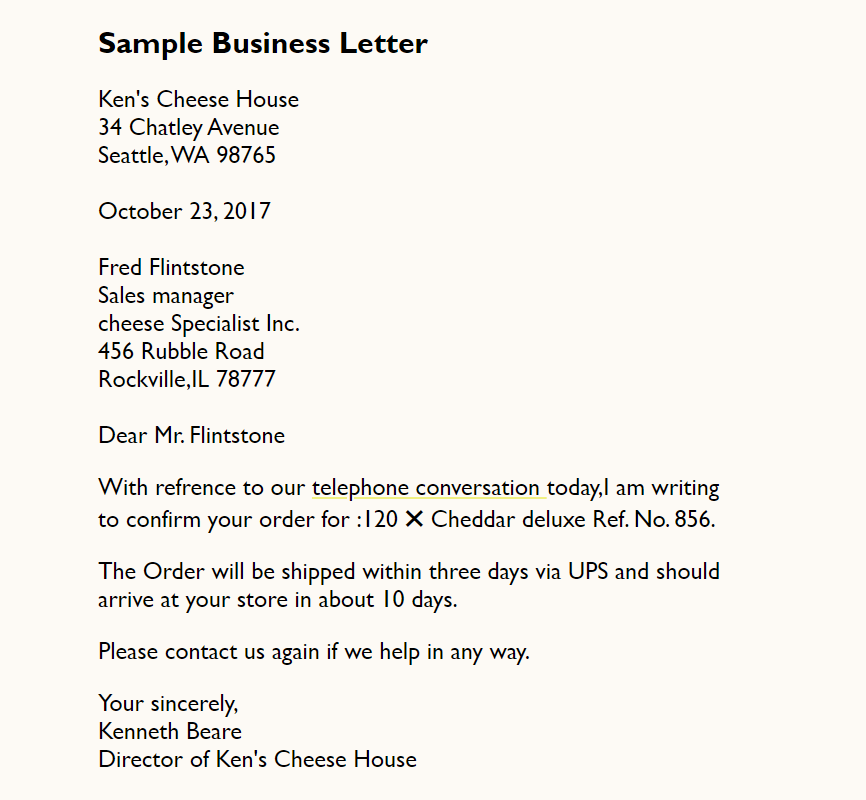 Sample Business Letter
Ken's Cheese House
34 Chatley Avenue
Seattle,WA 98765
October 23, 2017
Fred Flintstone
Sales manager
cheese Specialist Inc.
456 Rubble Road
Rockville,IL 78777
Dear Mr. Flintstone
With refrence to our telephone conversation today,I am writing
to confirm your order for :120 ✕ Cheddar deluxe Ref. No. 856.
The Order will be shipped within three days via UPS and should
arrive at your store in about 10 days.
Please contact us again if we help in any way.
Your sincerely,
Kenneth Beare
Director of Ken's Cheese House